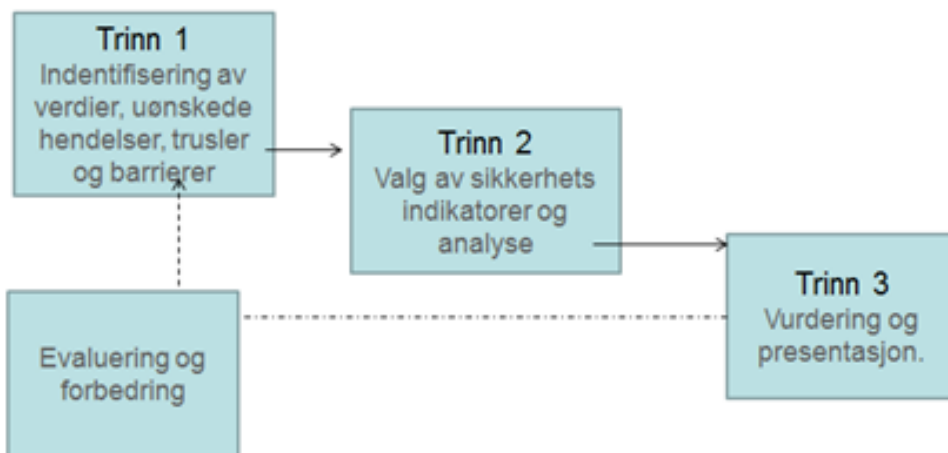 Trinn 1
Indentifisering av
verdier, uønskede
hendelser, trusler
og barrierer
Trinn 2
Valg av sikkerhets
indikatorer og
analyse
Trinn 3
Vurdering og
presentasjon.
Evaluering og
forbedring